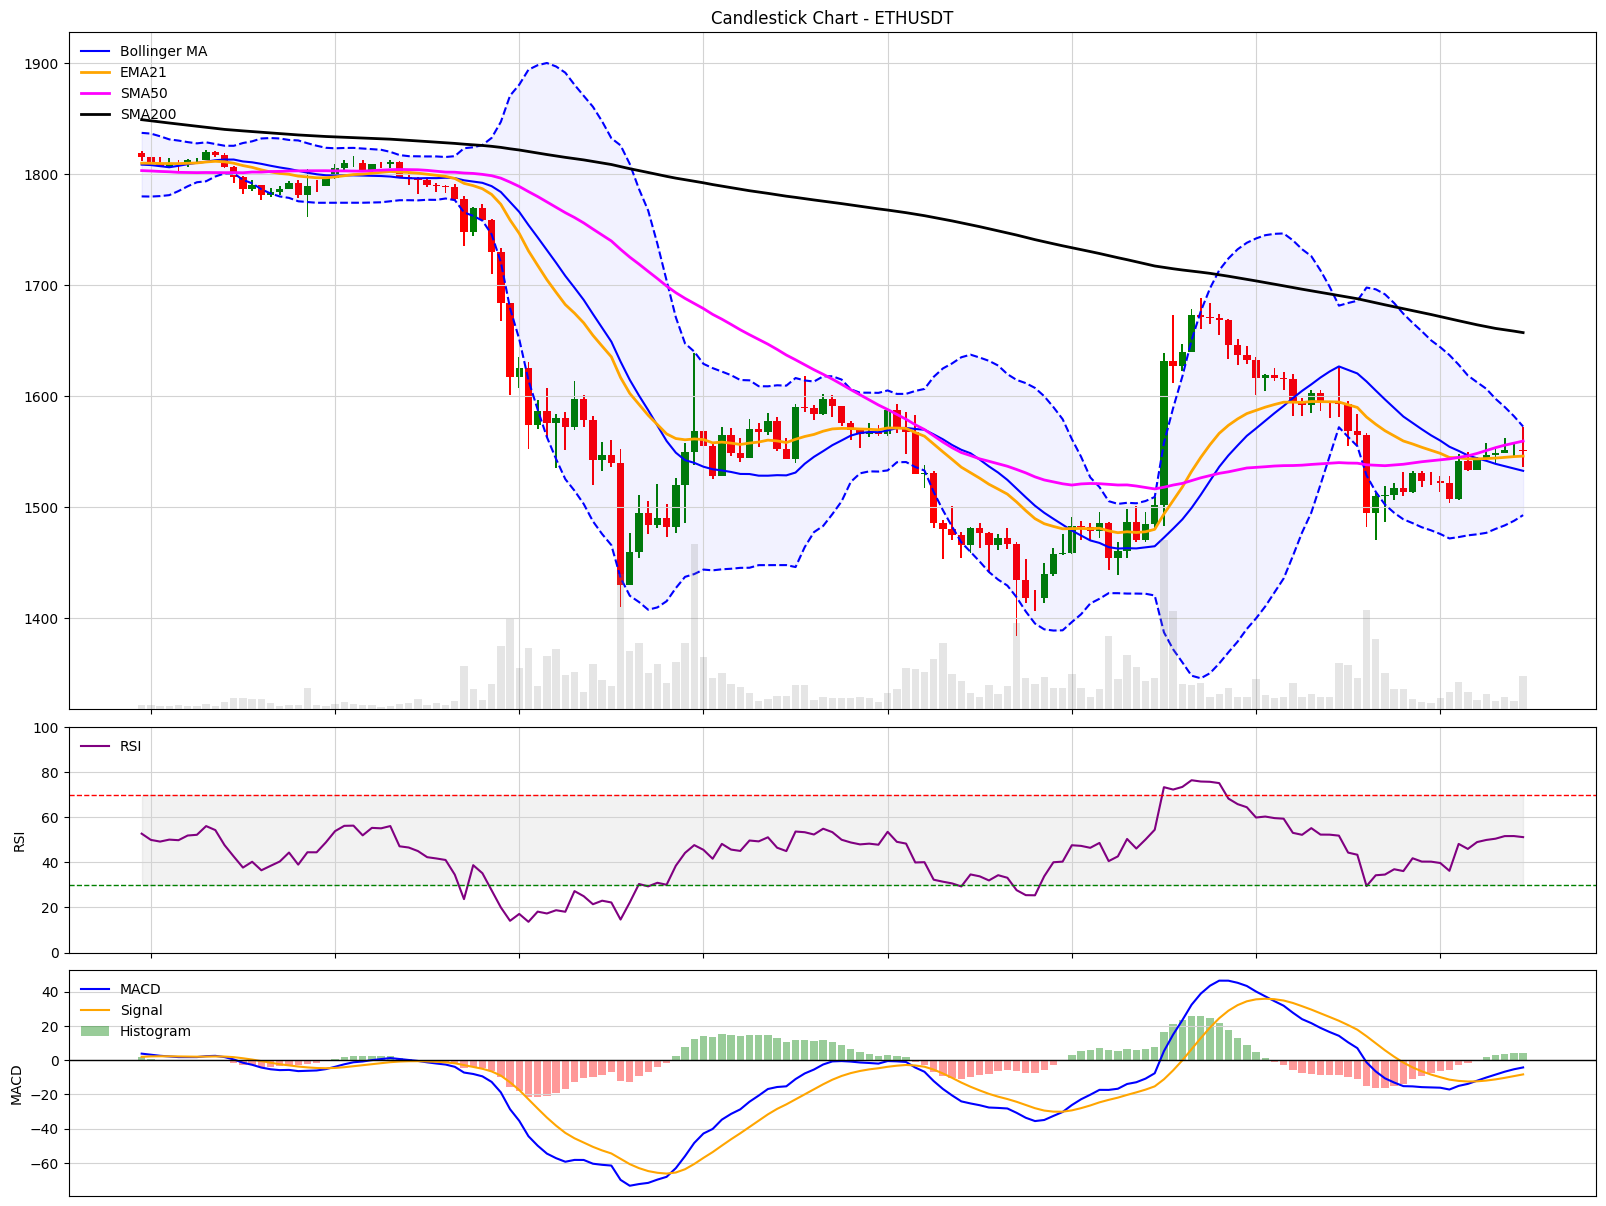 Candlestick Chart - ETHUSDT
Bollinger MA
EMA21
SMA50
SMA200
1900
1800
1700
1600
1500
1400
RSI
100
80
60
40
20
0
RSI
MACD
Signal
Histogram
40
20
0
−20
−40
−60
MACD